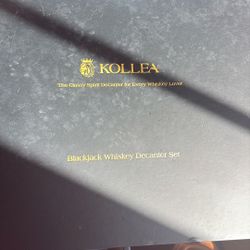 KOLLEA
The Classy Spirit Decanter for Every Whiskey Lover
Blackjack Whiskey Decanter Set